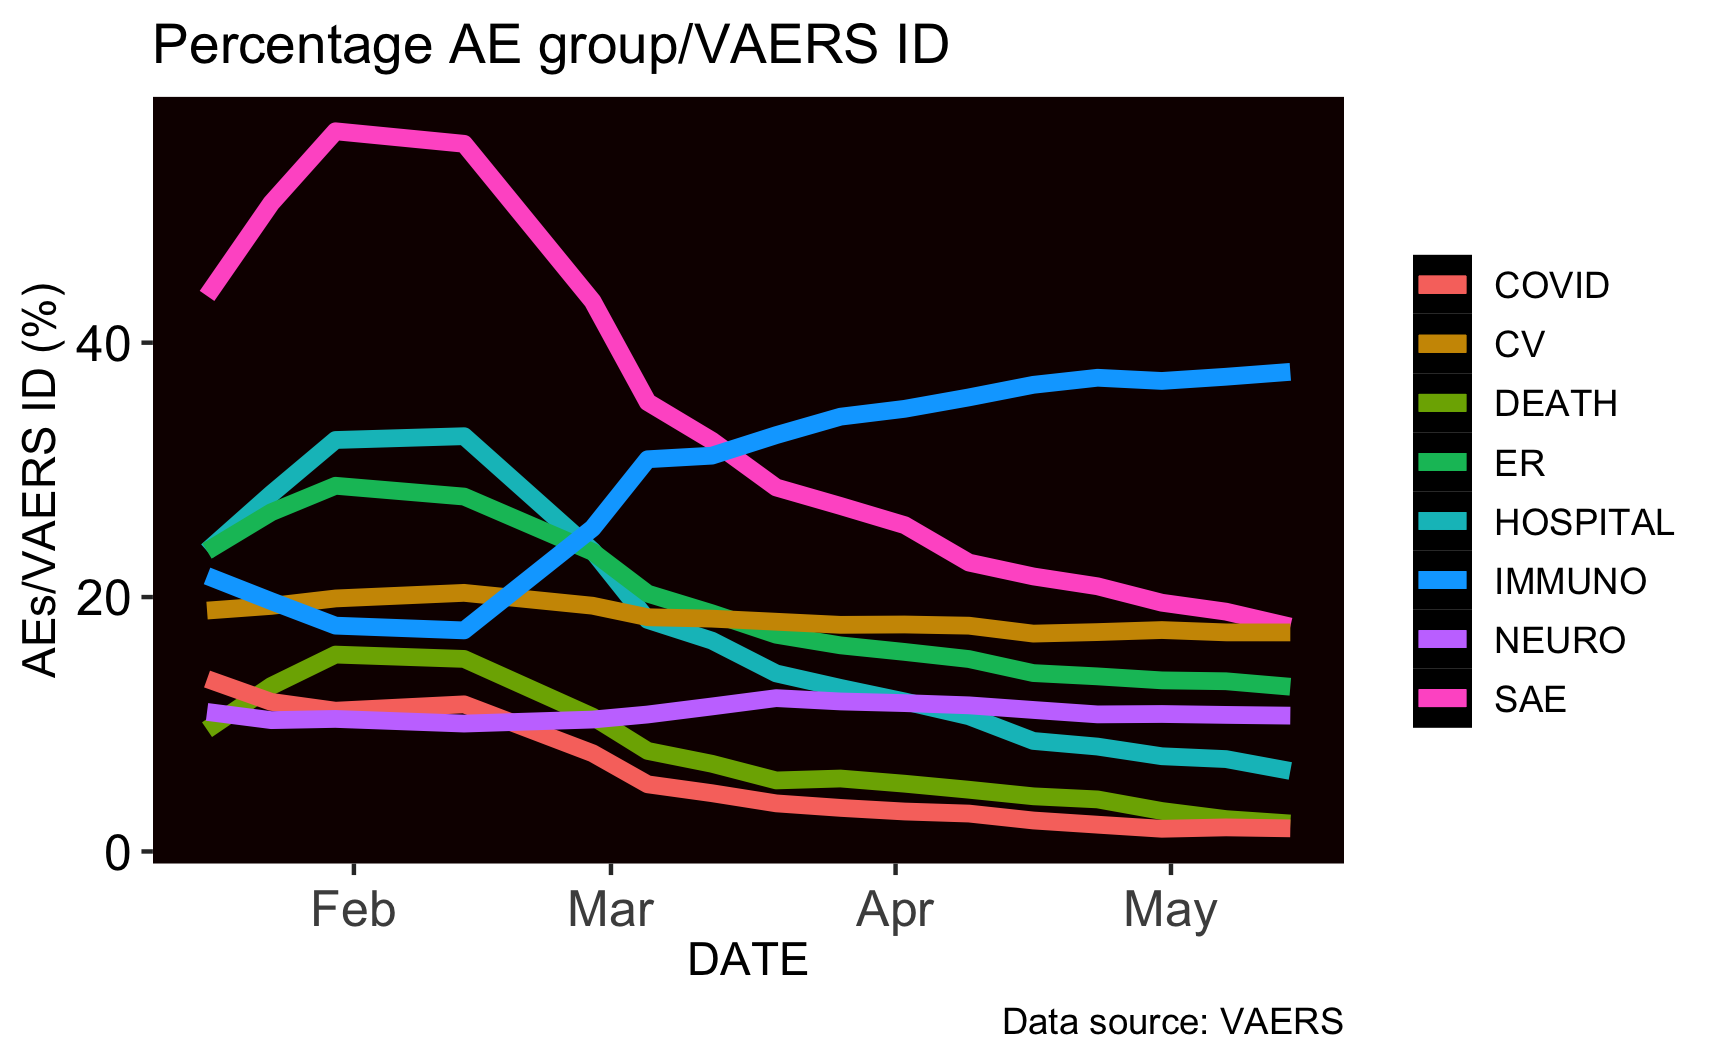 Percentage AE group/VAERS ID
AEs/VAERS ID (%)
40
20
0
Feb
Mar
Apr
May
DATE
COVID
CV
DEATH
ER
HOSPITAL
IMMUNO
NEURO
SAE
Data source: VAERS